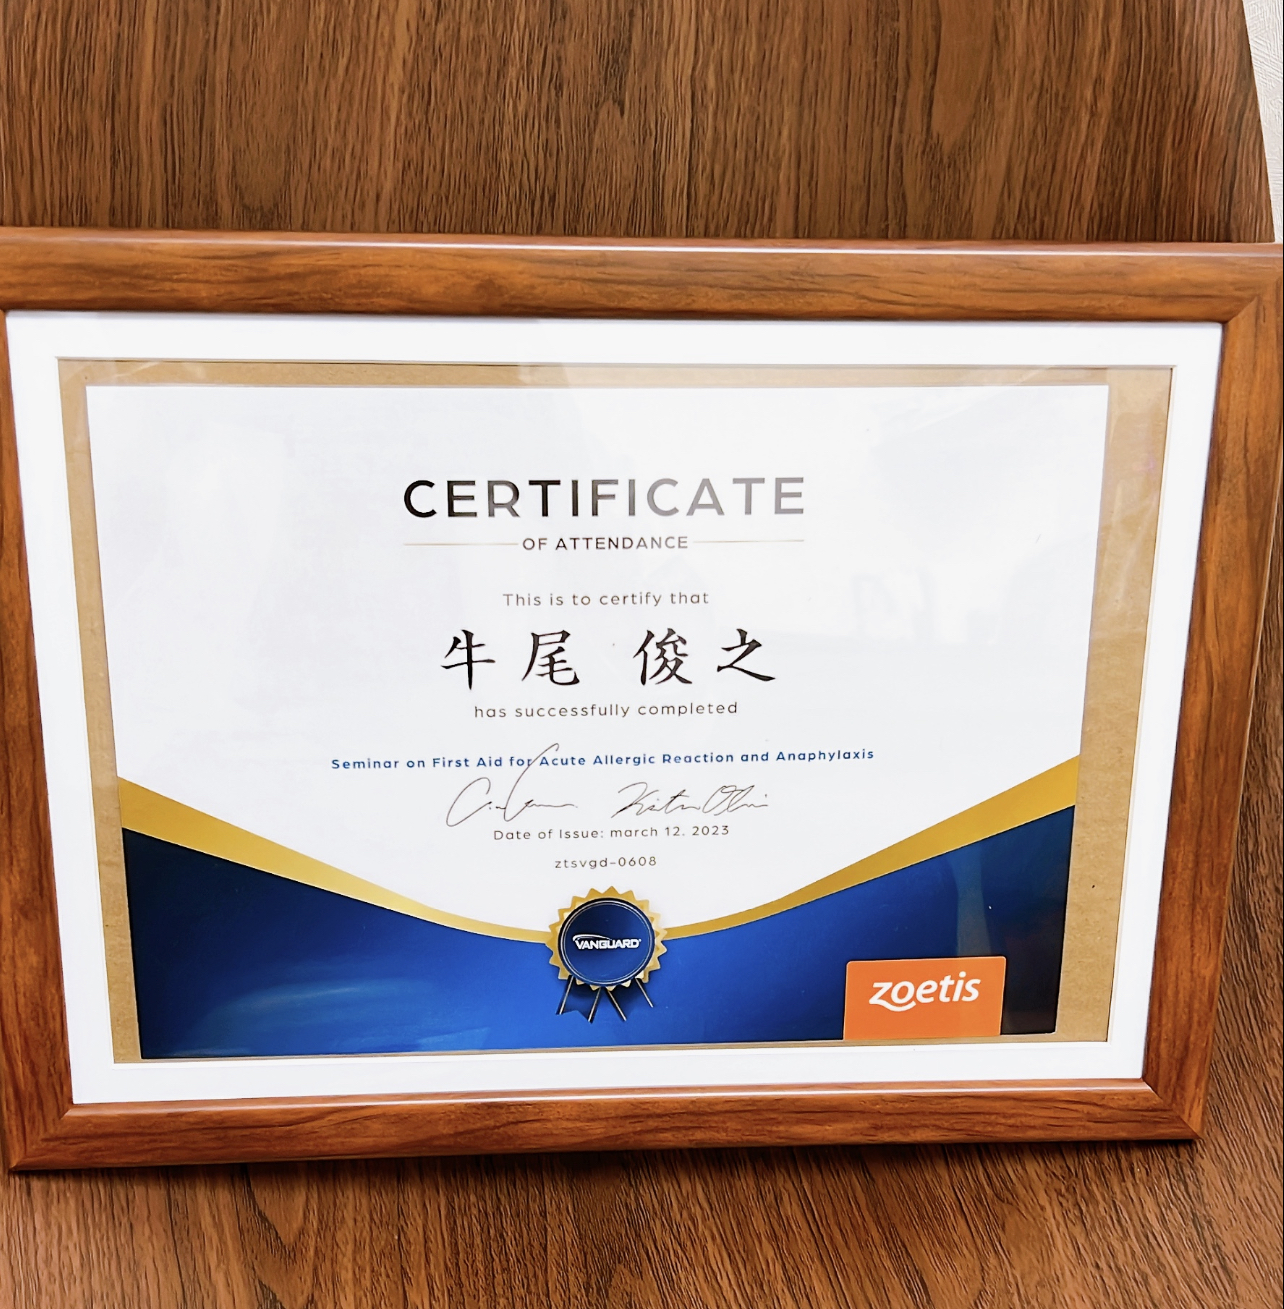 CERTIFICATE
OF ATTENDANCE
This is to certify that
牛尾 俊之
has successfully completed
Seminar on First Aid for Acute Allergic Reaction and Anaphylaxis
Date of Issue: march 12. 2023
ztsvgd-0608
VANGUARD®
zoetis